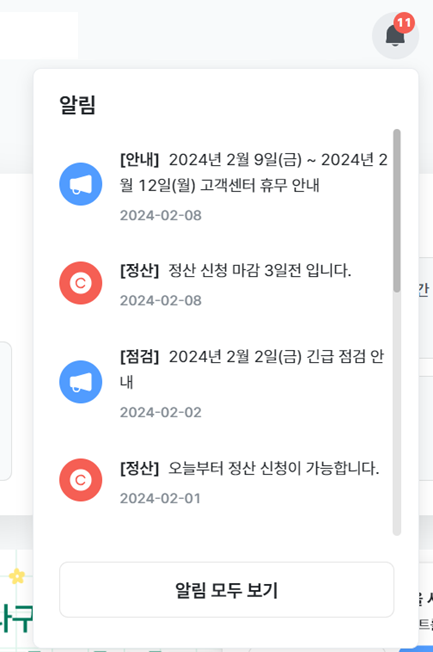 11
알림
[안내] 2024년 2월 9일(금) ~ 2024년 2
월 12일(월) 고객센터 휴무 안내
2024-02-08
C
[정산] 정산 신청 마감 3일전 입니다.
2024-02-08
간
[점검] 2024년 2월 2일(금) 긴급 점검 안
내
2024-02-02
C
[정산] 오늘부터 정산 신청이 가능합니다.
2024-02-01
알림 모두 보기